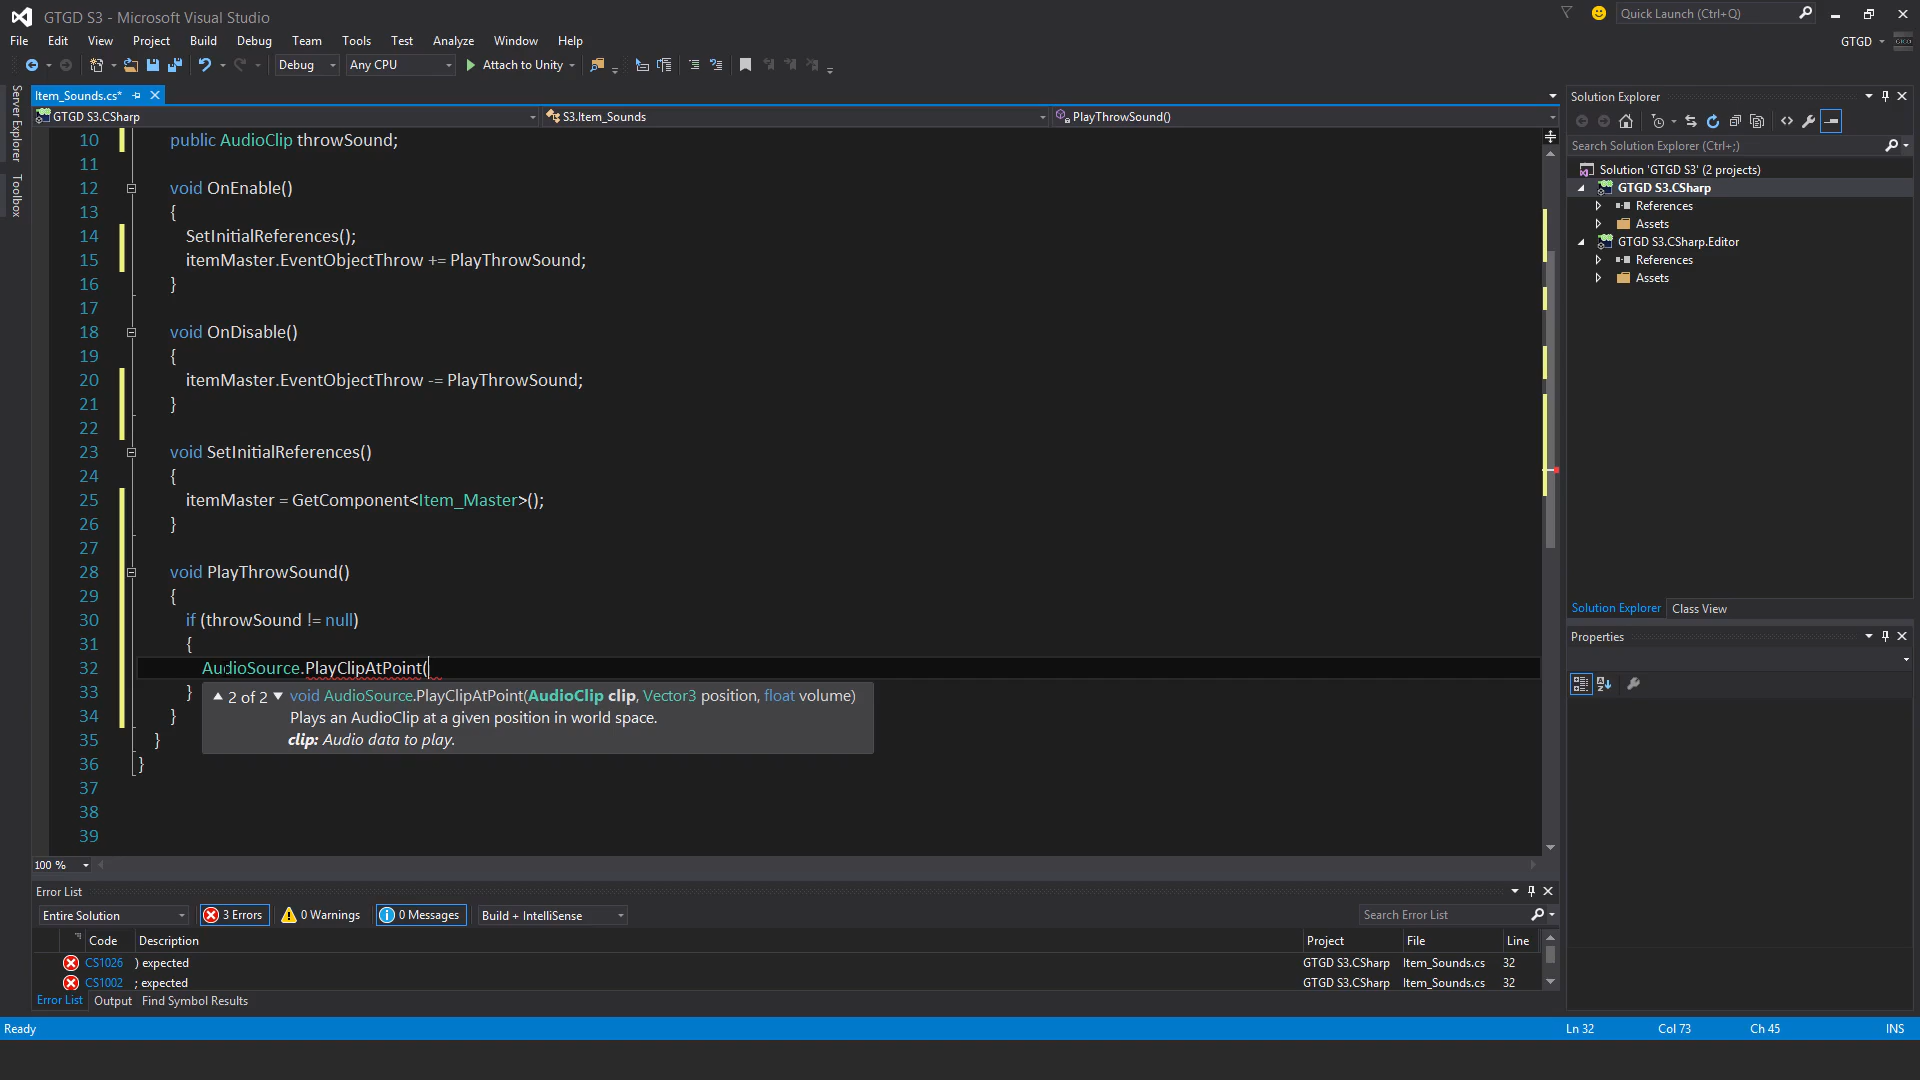 GTGD S3 - Microsoft Visual Studio
Quick Launch (Ctrl+Q)
File Edit View Project Build Debug Team Tools Test Analyze Window Help
GTGD
Debug Any CPU Attach to Unity
Server Explorer
Toolbox
Item_Sounds.cs*
GTGD S3.CSharp S3.Item_Sounds PlayThrowSound()
10 public AudioClip throwSound;
11
12 void OnEnable()
13 {
14 SetInitialReferences();
15 itemMaster.EventObjectThrow += PlayThrowSound;
16 }
17
18 void OnDisable()
19 {
20 itemMaster.EventObjectThrow -= PlayThrowSound;
21 }
22
23 void SetInitialReferences()
24 {
25 itemMaster = GetComponent<Item_Master>();
26 }
27
28 void PlayThrowSound()
29 {
30 if (throwSound != null)
31 {
32 AudioSource.PlayClipAtPoint(
33 }
▲ 2 of 2 ▼ void AudioSource.PlayClipAtPoint(AudioClip clip, Vector3 position, float volume)
Plays an AudioClip at a given position in world space.
clip: Audio data to play.
34 }
35 }
36 }
37
38
39
100 %
Solution Explorer
Search Solution Explorer (Ctrl+;)
Solution 'GTGD S3' (2 projects)
GTGD S3.CSharp
References
Assets
GTGD S3.CSharp.Editor
References
Assets
Solution Explorer Class View
Properties
Error List
Entire Solution 3 Errors 0 Warnings 0 Messages Build + IntelliSense Search Error List
Code Description Project File Line
CS1026 ) expected GTGD S3.CSharp Item_Sounds.cs 32
CS1002 ; expected GTGD S3.CSharp Item_Sounds.cs 32
Error List Output Find Symbol Results
Ready Ln 32 Col 73 Ch 45 INS